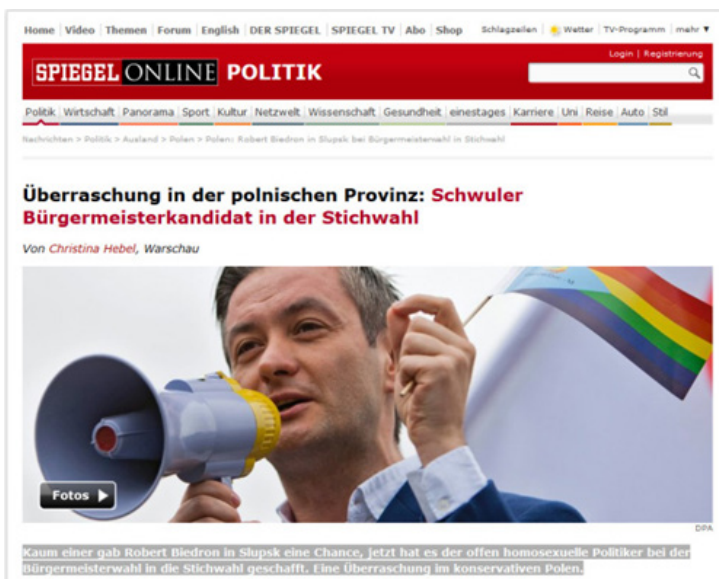 Home Video Themen Forum English DER SPIEGEL SPIEGEL TV Abo Shop Schlagzeilen Wetter TV-Programm mehr ▼
Login | Registrierung
SPIEGEL ONLINE POLITIK
Politik Wirtschaft Panorama Sport Kultur Netzwelt Wissenschaft Gesundheit einestages Karriere Uni Reise Auto Stil
Nachrichten > Politik > Ausland > Polen > Polen: Robert Biedron in Slupsk bei Bürgermeisterwahl in Stichwahl
Überraschung in der polnischen Provinz: Schwuler
Bürgermeisterkandidat in der Stichwahl
Von Christina Hebel, Warschau
Fotos
DPA
Kaum einer gab Robert Biedron in Slupsk eine Chance, jetzt hat es der offen homosexuelle Politiker bei der
Bürgermeisterwahl in die Stichwahl geschafft. Eine Überraschung im konservativen Polen.